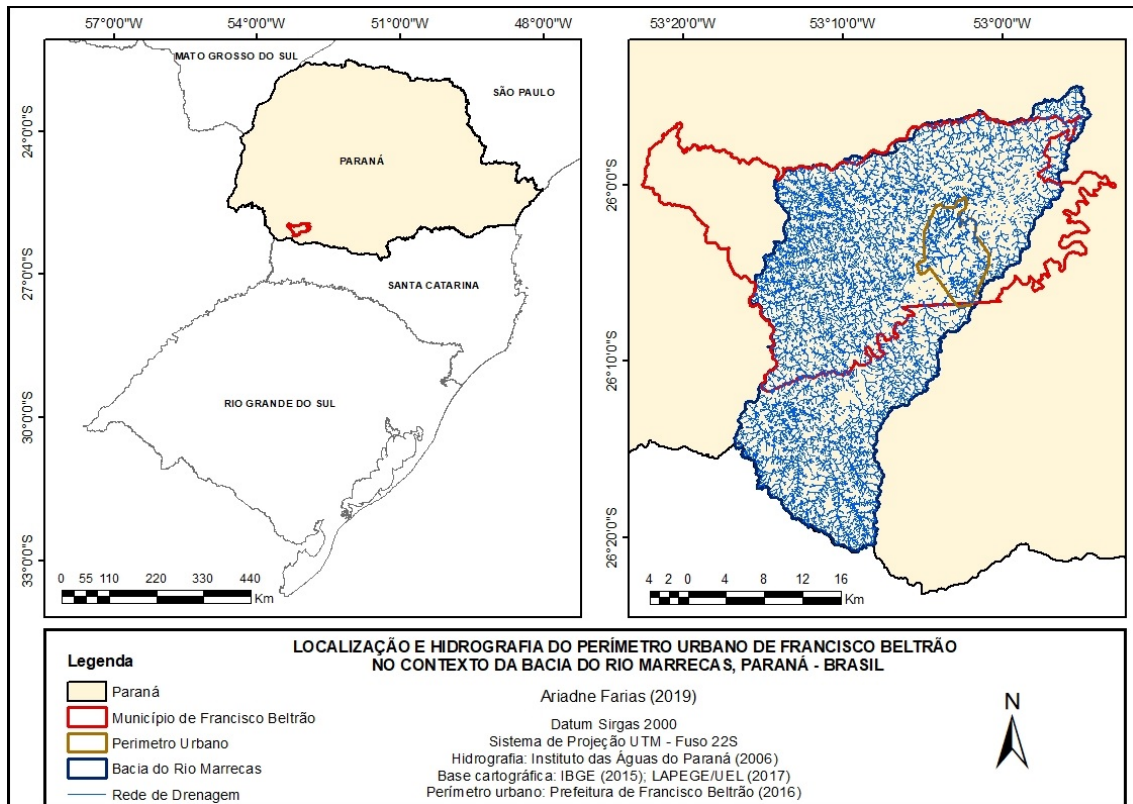 57°0'0"W 54°0'0"W 51°0'0"W 48°0'0"W
24°0'0"S
27°0'0"S
30°0'0"S
33°0'0"S
MATO GROSSO DO SUL
SÃO PAULO
PARANÁ
SANTA CATARINA
RIO GRANDE DO SUL
0 55 110 220 330 440
Km
53°20'0"W 53°10'0"W 53°0'0"W
26°0'0"S
26°10'0"S
26°20'0"S
4 2 0 4 8 12 16
Km
Legenda
Paraná
Município de Francisco Beltrão
Perimetro Urbano
Bacia do Rio Marrecas
Rede de Drenagem
LOCALIZAÇÃO E HIDROGRAFIA DO PERÍMETRO URBANO DE FRANCISCO BELTRÃO
NO CONTEXTO DA BACIA DO RIO MARRECAS, PARANÁ - BRASIL
Ariadne Farias (2019)
Datum Sirgas 2000
Sistema de Projeção UTM - Fuso 22S
Hidrografia: Instituto das Águas do Paraná (2006)
Base cartográfica: IBGE (2015); LAPEGE/UEL (2017)
Perímetro urbano: Prefeitura de Francisco Beltrão (2016)
N